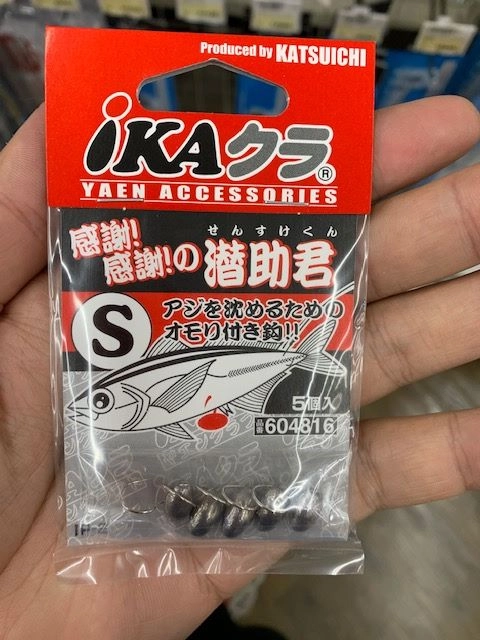 Produced by KATSUICHI
iKAクラ®
YAEN ACCESSORIES
感謝!
感謝!の潜助君
せんすけくん
S
アジを沈めるための
オモリ付き鈎!!
5個入
品番 604816